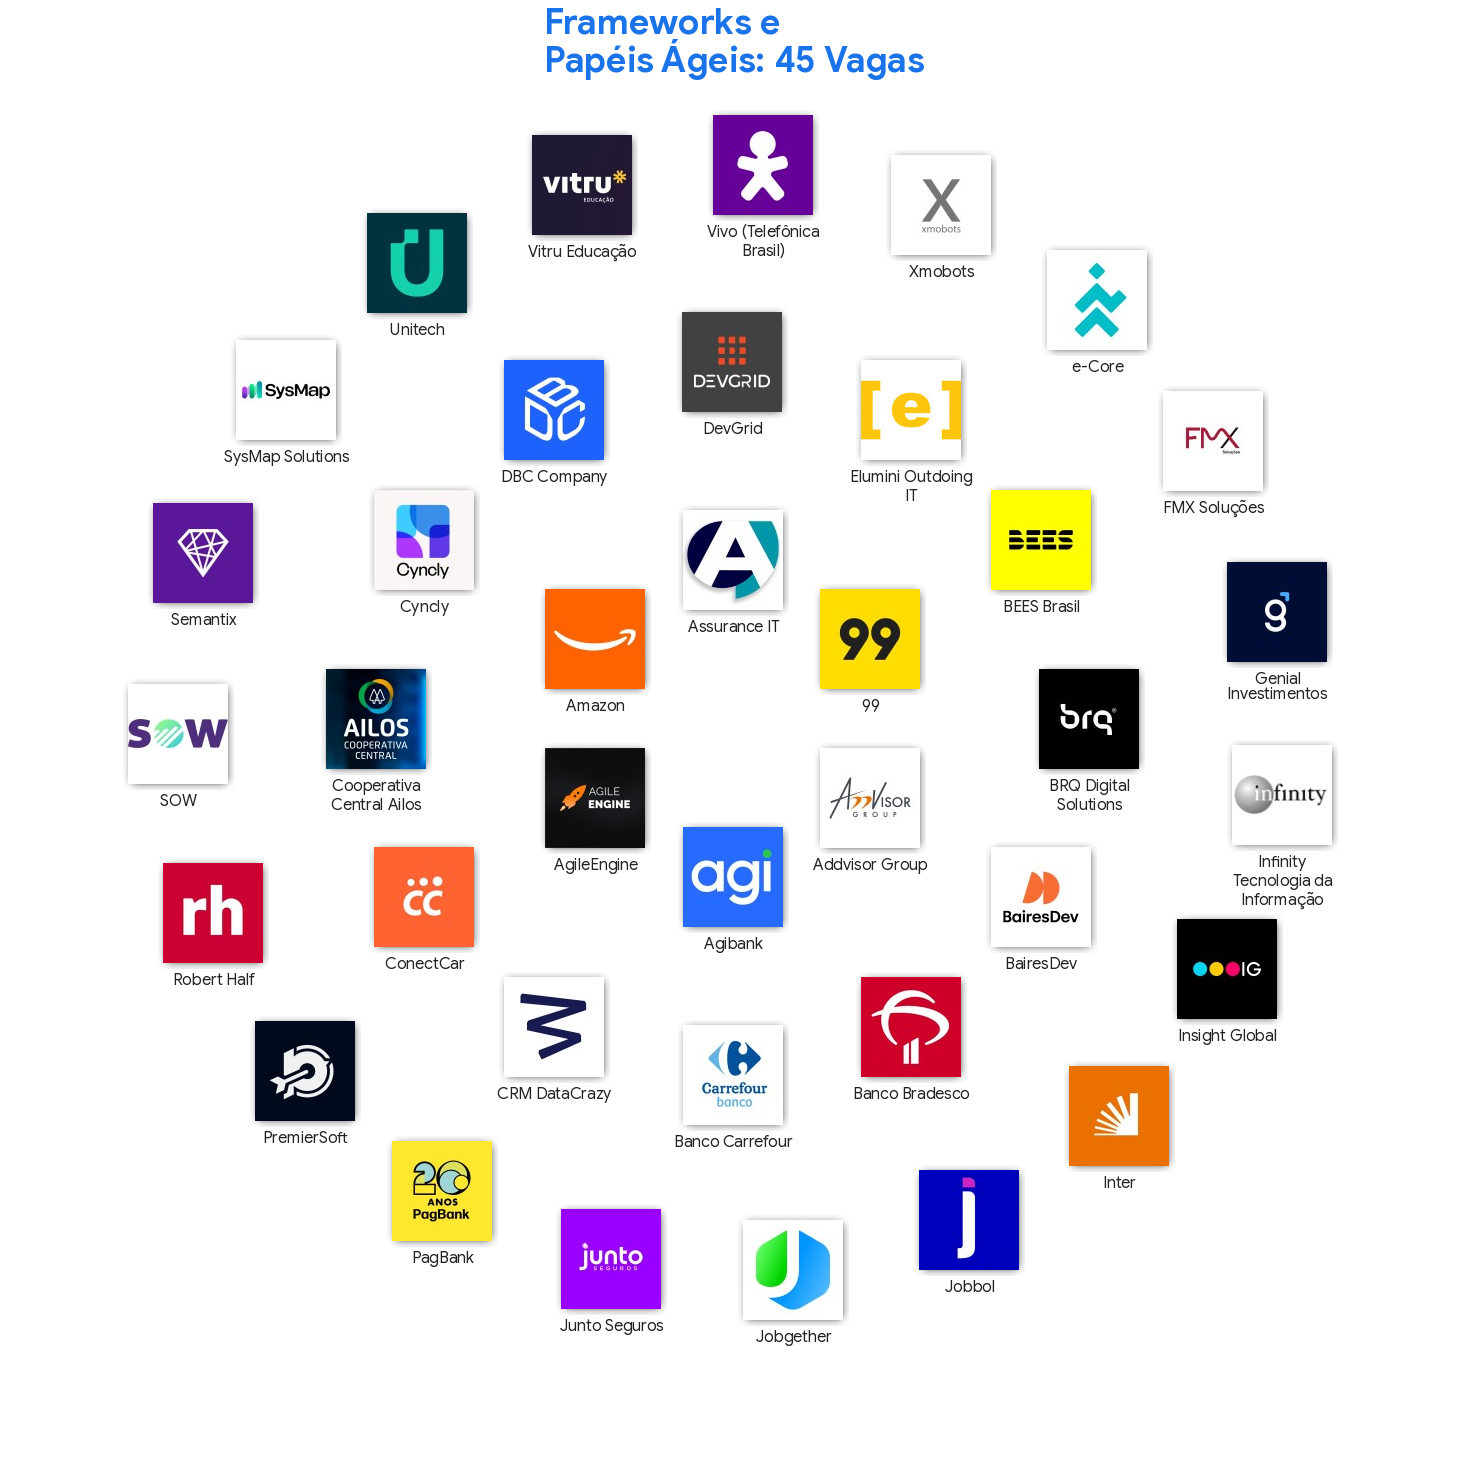 Frameworks e
Papéis Ágeis: 45 Vagas
vitru
EDUCAÇÃO
Vitru Educação
Vivo (Telefônica
Brasil)
X
xmobots
Xmobots
Unitech
e-Core
SysMap
SysMap Solutions
DBC
DBC Company
DEVGRID
DevGrid
[e]
Elumini Outdoing
IT
FMX
Soluções
FMX Soluções
Semantix
Cyncly
Cyncly
A
Assurance IT
BEES
BEES Brasil
g
Genial
Investimentos
Amazon
99
99
SOW
SOW
AILOS
COOPERATIVA
CENTRAL
Cooperativa
Central Ailos
brq
BRQ Digital
Solutions
infinity
Infinity
Tecnologia da
Informação
AGILE
ENGINE
AgileEngine
AddVisor
GROUP
Addvisor Group
agi
Agibank
rh
Robert Half
cc
ConectCar
BairesDev
BairesDev
IG
Insight Global
CRM DataCrazy
Carrefour
banco
Banco Carrefour
Banco Bradesco
PremierSoft
Inter
20
ANOS
PagBank
PagBank
junto
SEGUROS
Junto Seguros
Jobgether
j
Jobbol